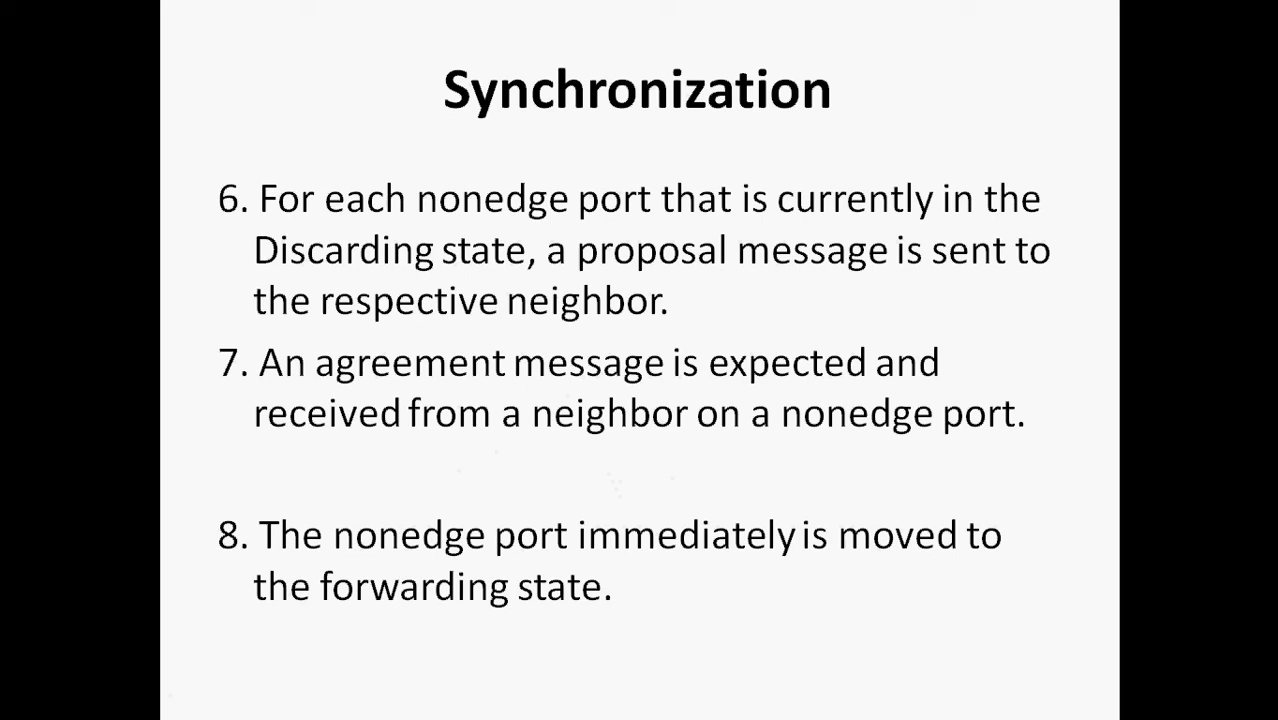 Synchronization
6. For each nonedge port that is currently in the
Discarding state, a proposal message is sent to
the respective neighbor.
7. An agreement message is expected and
received from a neighbor on a nonedge port.
8. The nonedge port immediately is moved to
the forwarding state.